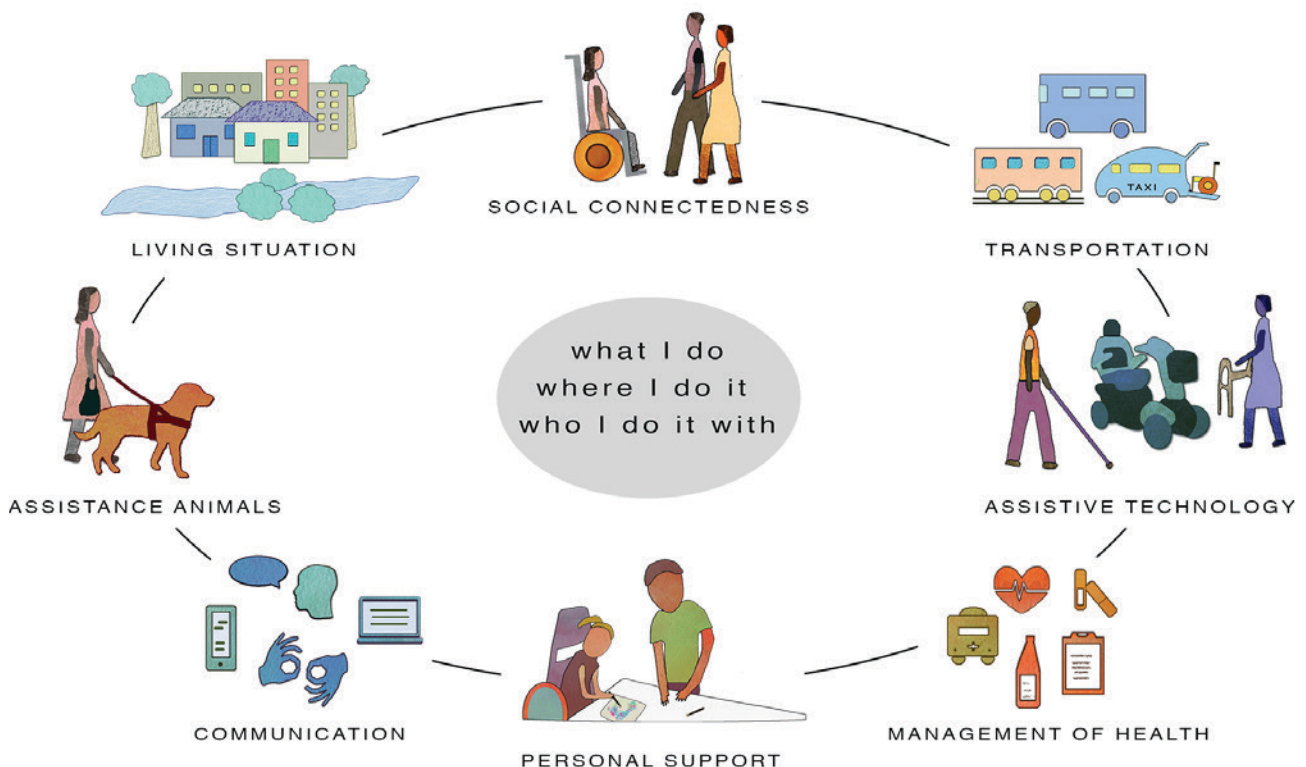 SOCIAL CONNECTEDNESS
LIVING SITUATION
TAXI
TRANSPORTATION
what I do
where I do it
who I do it with
ASSISTANCE ANIMALS
ASSISTIVE TECHNOLOGY
COMMUNICATION
PERSONAL SUPPORT
MANAGEMENT OF HEALTH